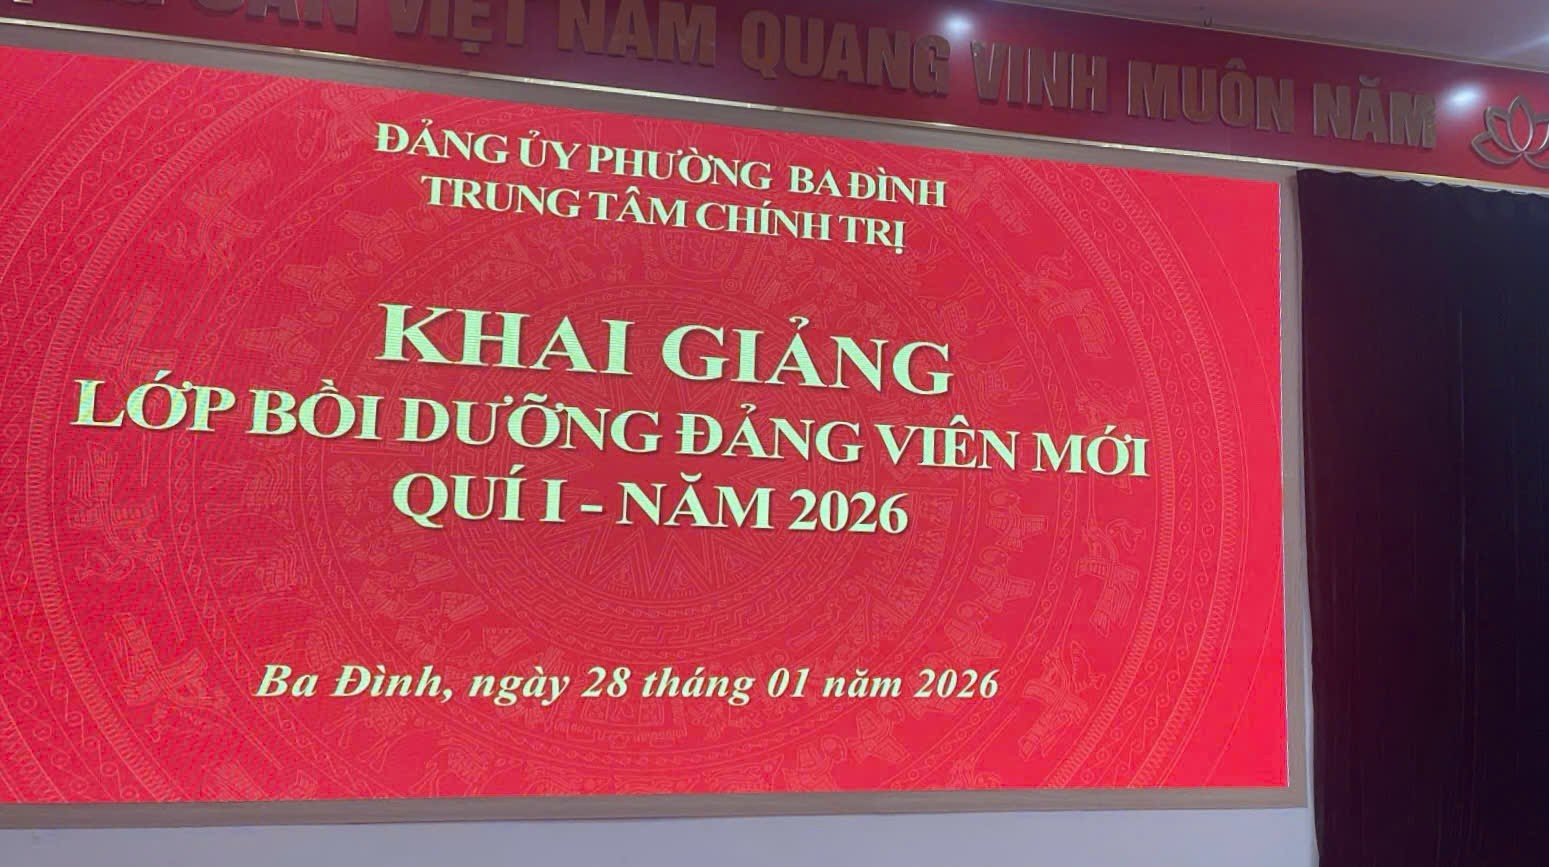 SẢN VIỆT NAM QUANG VINH MUÔN NĂM
ĐẢNG ỦY PHƯỜNG BA ĐÌNH
TRUNG TÂM CHÍNH TRỊ
KHAI GIẢNG
LỚP BỒI DƯỠNG ĐẢNG VIÊN MỚI
QUÍ I - NĂM 2026
Ba Đình, ngày 28 tháng 01 năm 2026